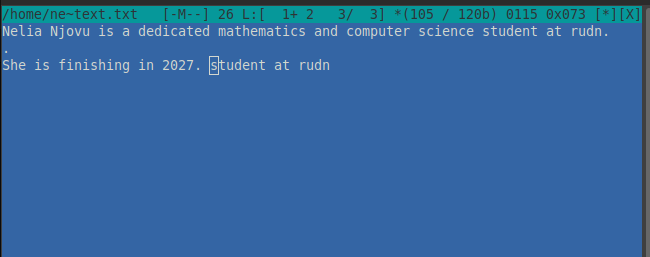 /home/ne~text.txt   [-M--] 26 L:[  1+ 2   3/  3] *(105 / 120b) 0115 0x073 [*][X]
Nelia Njovu is a dedicated mathematics and computer science student at rudn.
.
She is finishing in 2027. student at rudn